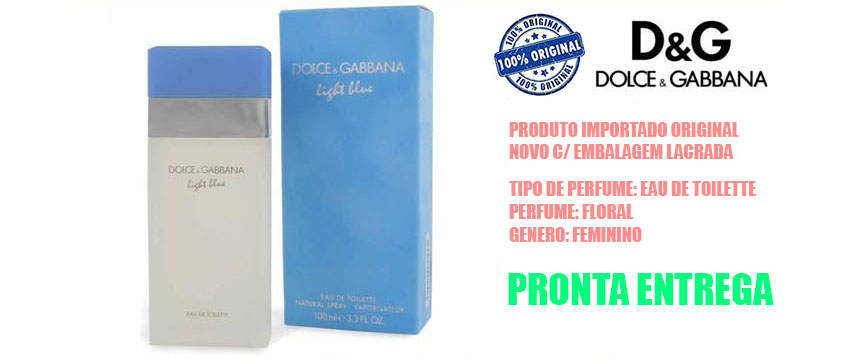 DOLCE & GABBANA
light blue
EAU DE TOILETTE
DOLCE & GABBANA
light blue
EAU DE TOILETTE
NATURAL SPRAY - VAPORISATEUR
100 ml e 3.3 FL. OZ.
100% ORIGINAL
100% ORIGINAL
100% ORIGINAL
D&G
DOLCE & GABBANA
PRODUTO IMPORTADO ORIGINAL
NOVO C/ EMBALAGEM LACRADA
TIPO DE PERFUME: EAU DE TOILETTE
PERFUME: FLORAL
GENERO: FEMININO
PRONTA ENTREGA